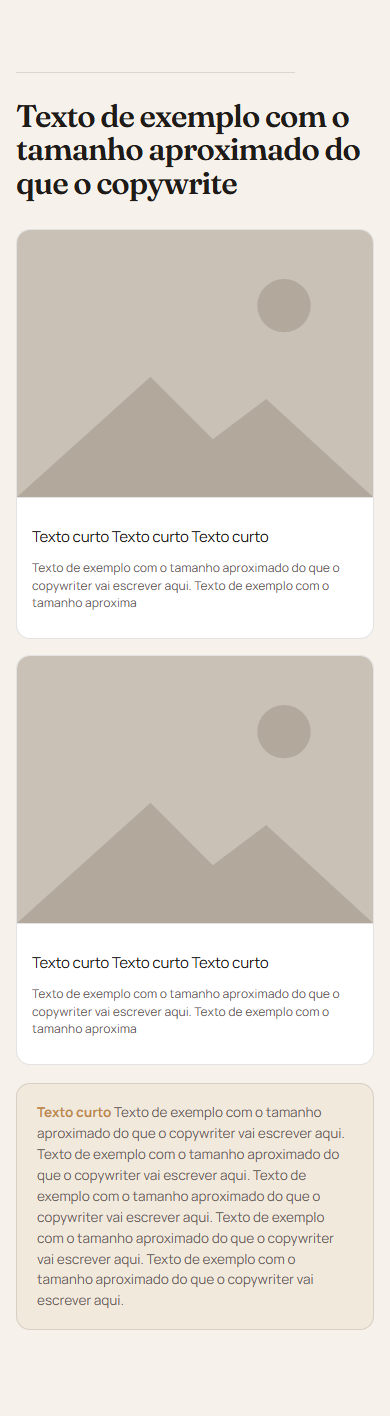 Texto de exemplo com o
tamanho aproximado do
que o copywrite
Texto curto Texto curto Texto curto
Texto de exemplo com o tamanho aproximado do que o
copywriter vai escrever aqui. Texto de exemplo com o
tamanho aproxima
Texto curto Texto curto Texto curto
Texto de exemplo com o tamanho aproximado do que o
copywriter vai escrever aqui. Texto de exemplo com o
tamanho aproxima
Texto curto Texto de exemplo com o tamanho
aproximado do que o copywriter vai escrever aqui.
Texto de exemplo com o tamanho aproximado do
que o copywriter vai escrever aqui. Texto de
exemplo com o tamanho aproximado do que o
copywriter vai escrever aqui. Texto de exemplo
com o tamanho aproximado do que o copywriter
vai escrever aqui. Texto de exemplo com o
tamanho aproximado do que o copywriter vai
escrever aqui.